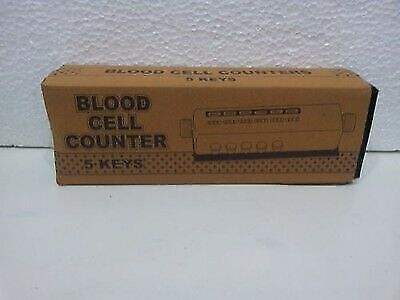 BLOOD CELL COUNTERS
5 KEYS
BLOOD
CELL
COUNTER
5-KEYS